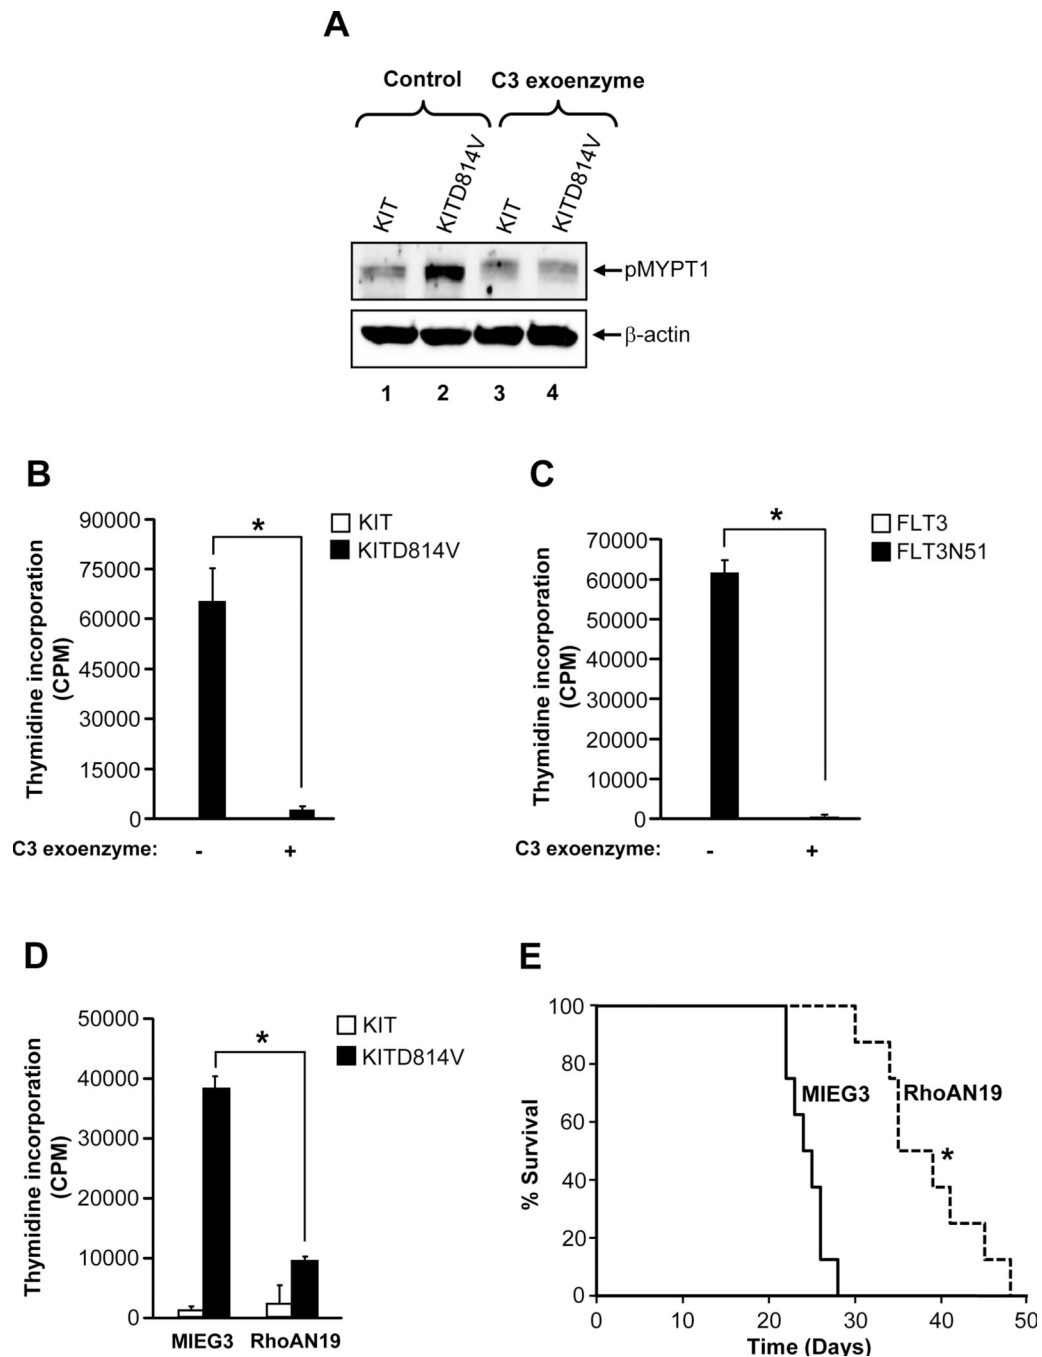 A
Control C3 exoenzyme
KIT KITD814V KIT KITD814V
pMYPT1
β-actin
1 2 3 4
B
Thymidine incorporation
(CPM)
90000
75000
60000
45000
30000
15000
0
*
KIT
KITD814V
C3 exoenzyme: - +
C
Thymidine incorporation
(CPM)
70000
60000
50000
40000
30000
20000
10000
0
*
FLT3
FLT3N51
C3 exoenzyme: - +
D
Thymidine incorporation
(CPM)
50000
40000
30000
20000
10000
0
*
KIT
KITD814V
MIEG3 RhoAN19
E
% Survival
100
80
60
40
20
0
MIEG3 RhoAN19
*
0 10 20 30 40 50
Time (Days)